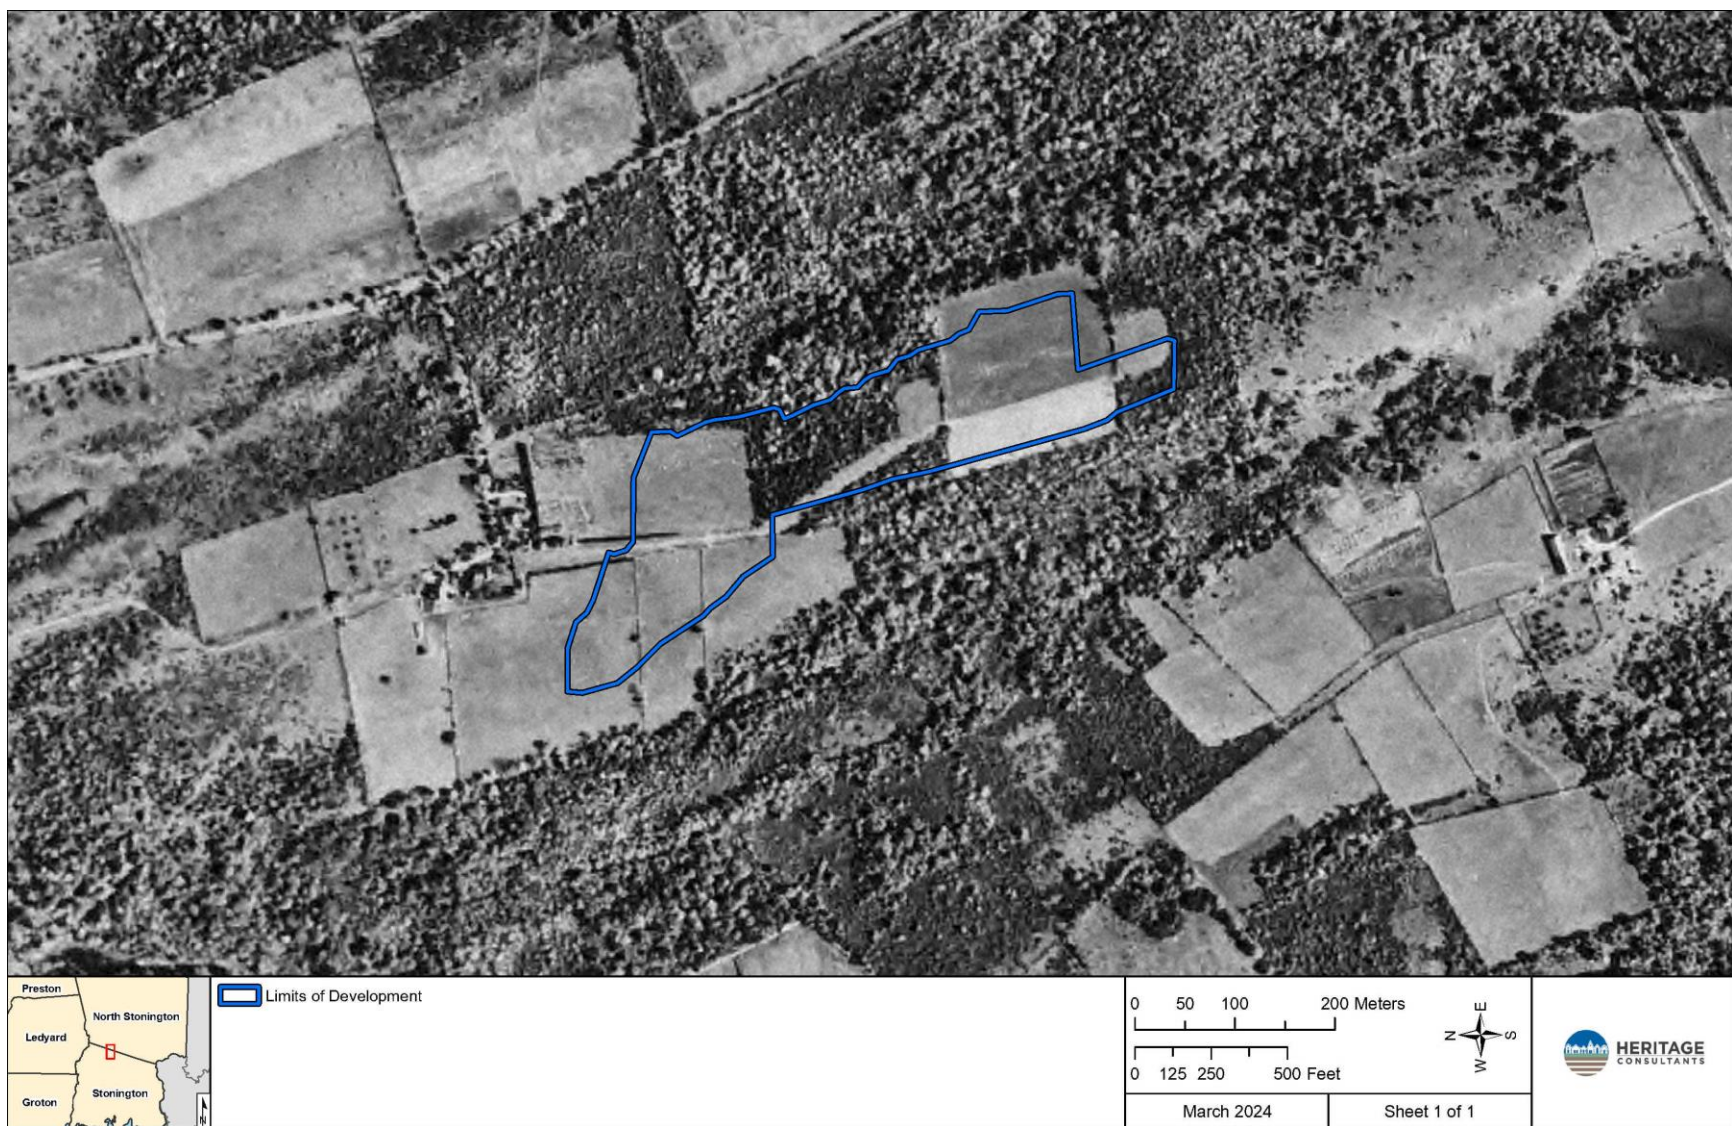 Preston
North Stonington
Ledyard
Stonington
Groton
N
Limits of Development
0 50 100 200 Meters
0 125 250 500 Feet
E
N S
W
March 2024
Sheet 1 of 1
HERITAGE
CONSULTANTS